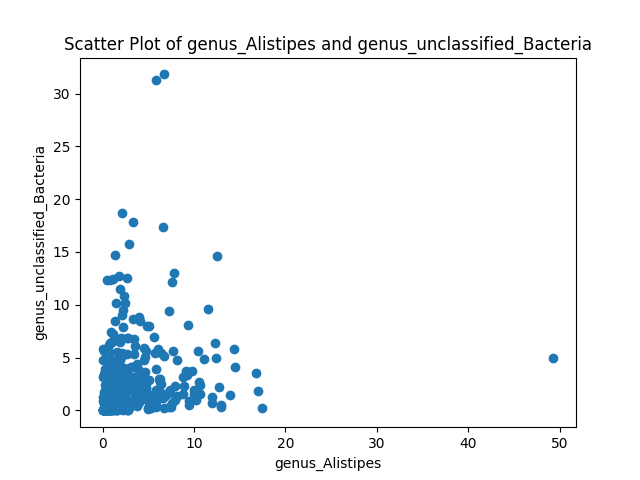 Scatter Plot of genus_Alistipes and genus_unclassified_Bacteria
30
25
20
15
10
5
0
genus_unclassified_Bacteria
0 10 20 30 40 50
genus_Alistipes